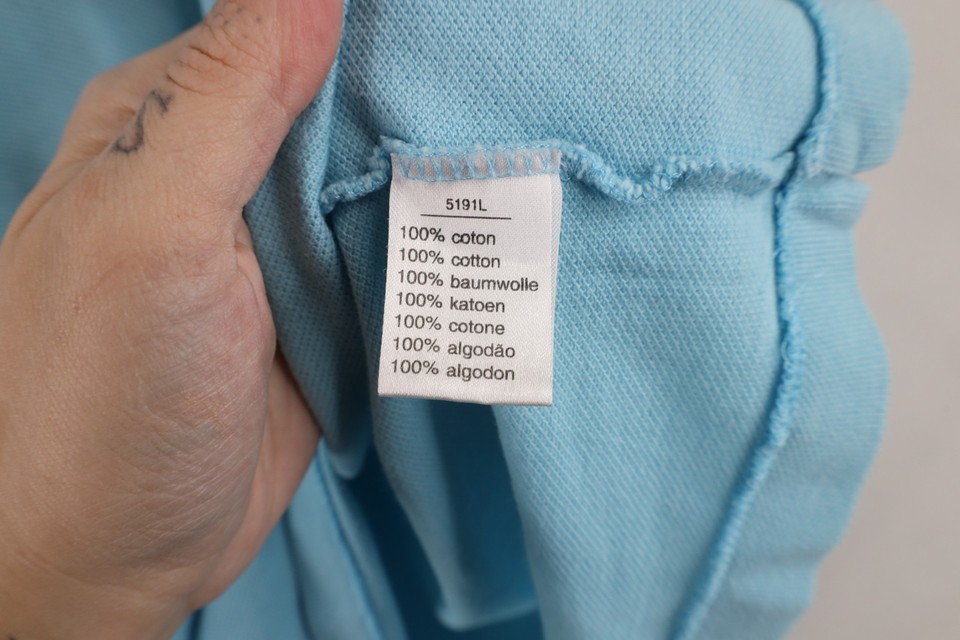 5191L
100% coton
100% cotton
100% baumwolle
100% katoen
100% cotone
100% algodão
100% algodon